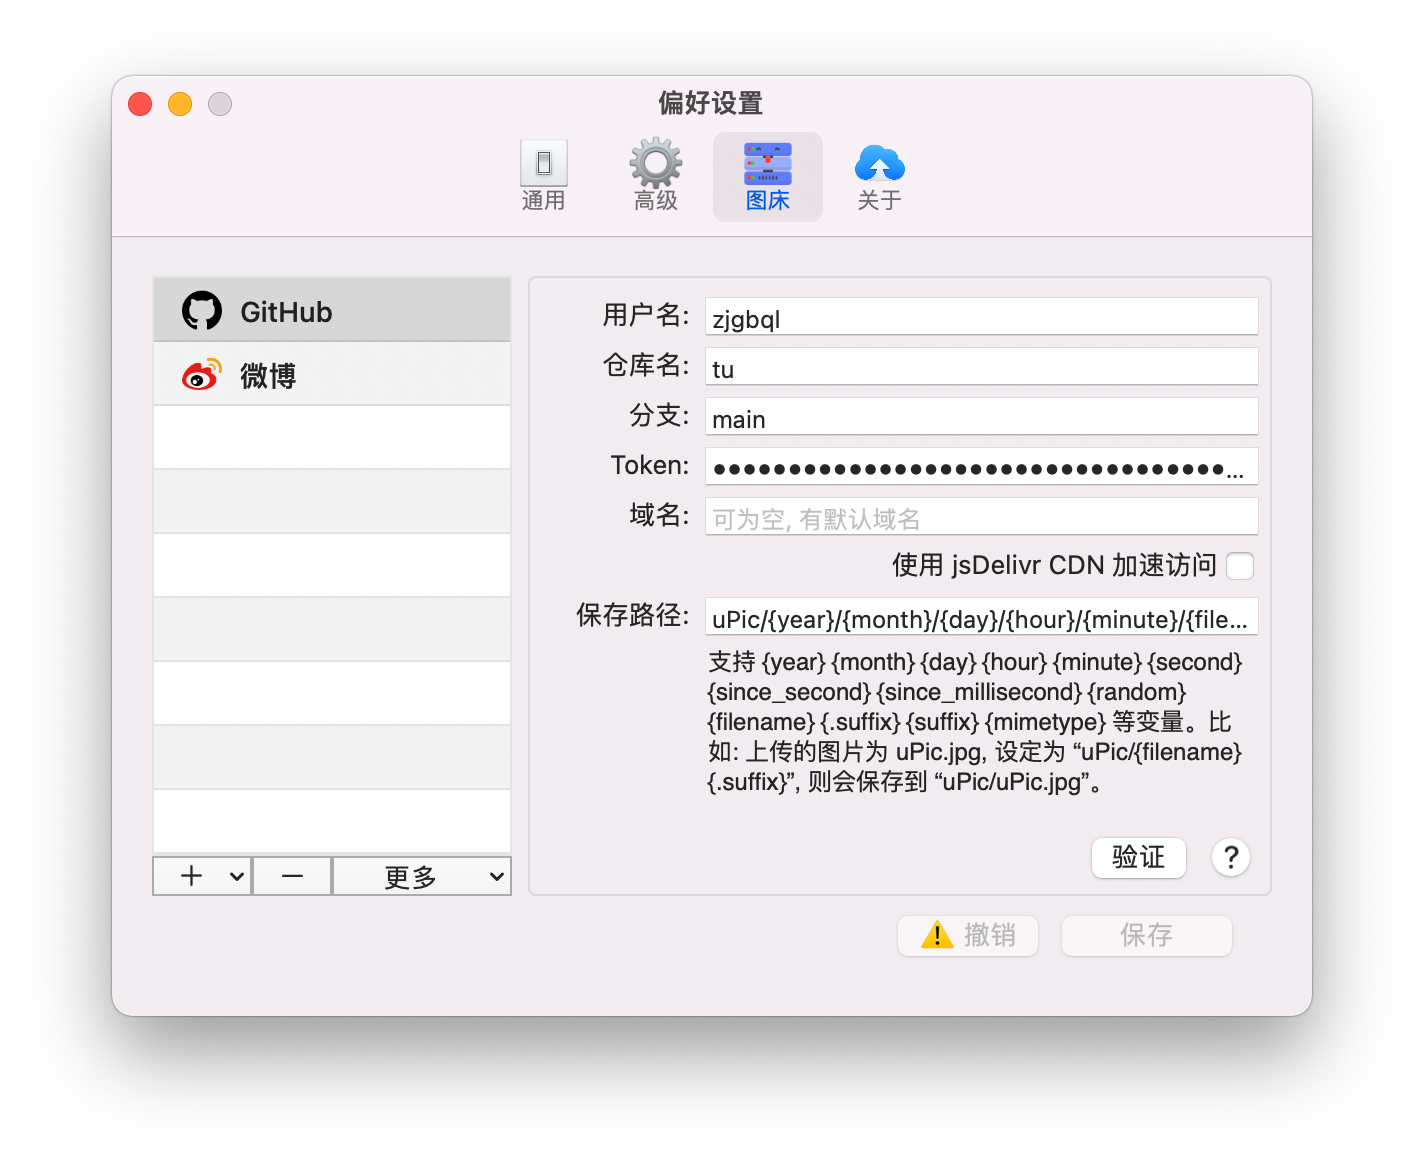 偏好设置
通用
高级
图床
关于
GitHub
微博
用户名:
zjgbql
仓库名:
tu
分支:
main
Token:
●●●●●●●●●●●●●●●●●●●●●●●●●●●●●●●●●●...
域名:
可为空, 有默认域名
使用 jsDelivr CDN 加速访问
保存路径:
uPic/{year}/{month}/{day}/{hour}/{minute}/{file...
支持 {year} {month} {day} {hour} {minute} {second}
{since_second} {since_millisecond} {random}
{filename} {.suffix} {suffix} {mimetype} 等变量。比
如: 上传的图片为 uPic.jpg, 设定为 “uPic/{filename}
{.suffix}”, 则会保存到 “uPic/uPic.jpg”。
验证
?
+
−
更多
撤销
保存